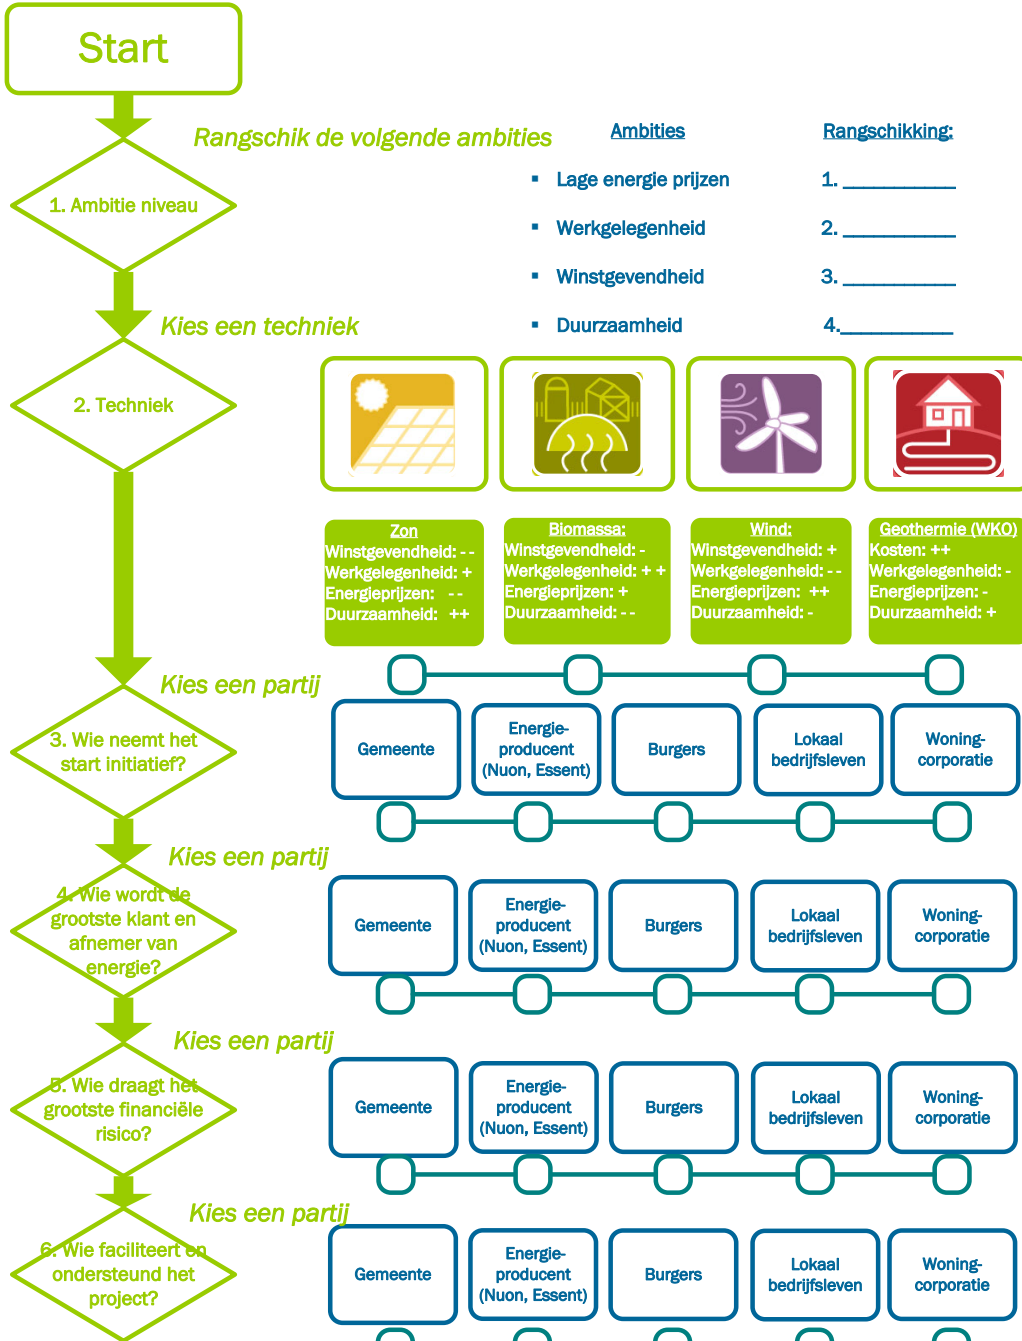 Start
Rangschik de volgende ambities
Ambities
Rangschikking:
1. Ambitie niveau
▪ Lage energie prijzen
1. ___________
▪ Werkgelegenheid
2. ___________
▪ Winstgevendheid
3. ___________
▪ Duurzaamheid
4.___________
Kies een techniek
2. Techniek
Zon
Winstgevendheid: - -
Werkgelegenheid: +
Energieprijzen: - -
Duurzaamheid: ++
Biomassa:
Winstgevendheid: -
Werkgelegenheid: + +
Energieprijzen: +
Duurzaamheid: - -
Wind:
Winstgevendheid: +
Werkgelegenheid: - -
Energieprijzen: ++
Duurzaamheid: -
Geothermie (WKO)
Kosten: ++
Werkgelegenheid: -
Energieprijzen: -
Duurzaamheid: +
Kies een partij
3. Wie neemt het
start initiatief?
Gemeente
Energie-
producent
(Nuon, Essent)
Burgers
Lokaal
bedrijfsleven
Woning-
corporatie
Kies een partij
4. Wie wordt de
grootste klant en
afnemer van
energie?
Gemeente
Energie-
producent
(Nuon, Essent)
Burgers
Lokaal
bedrijfsleven
Woning-
corporatie
Kies een partij
5. Wie draagt het
grootste financiële
risico?
Gemeente
Energie-
producent
(Nuon, Essent)
Burgers
Lokaal
bedrijfsleven
Woning-
corporatie
Kies een partij
6. Wie faciliteert en
ondersteund het
project?
Gemeente
Energie-
producent
(Nuon, Essent)
Burgers
Lokaal
bedrijfsleven
Woning-
corporatie